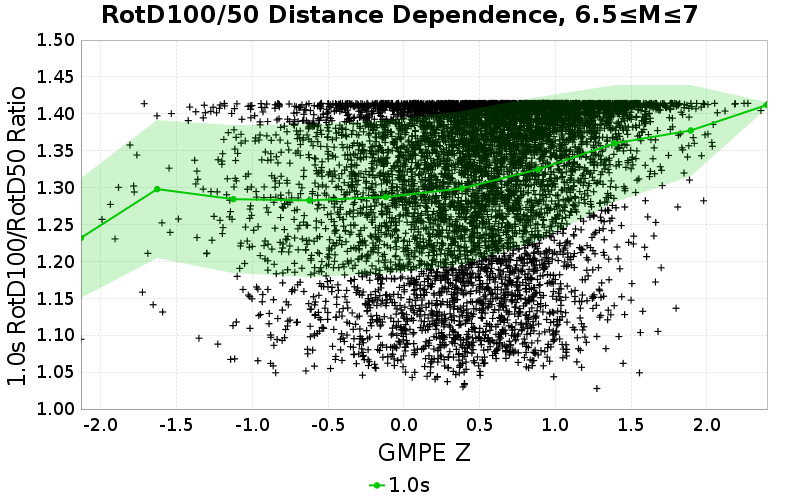 RotD100/50 Distance Dependence, 6.5≤M≤7
1.0s RotD100/RotD50 Ratio
1.50
1.45
1.40
1.35
1.30
1.25
1.20
1.15
1.10
1.05
1.00
-2.0 -1.5 -1.0 -0.5 0.0 0.5 1.0 1.5 2.0
GMPE Z
1.0s